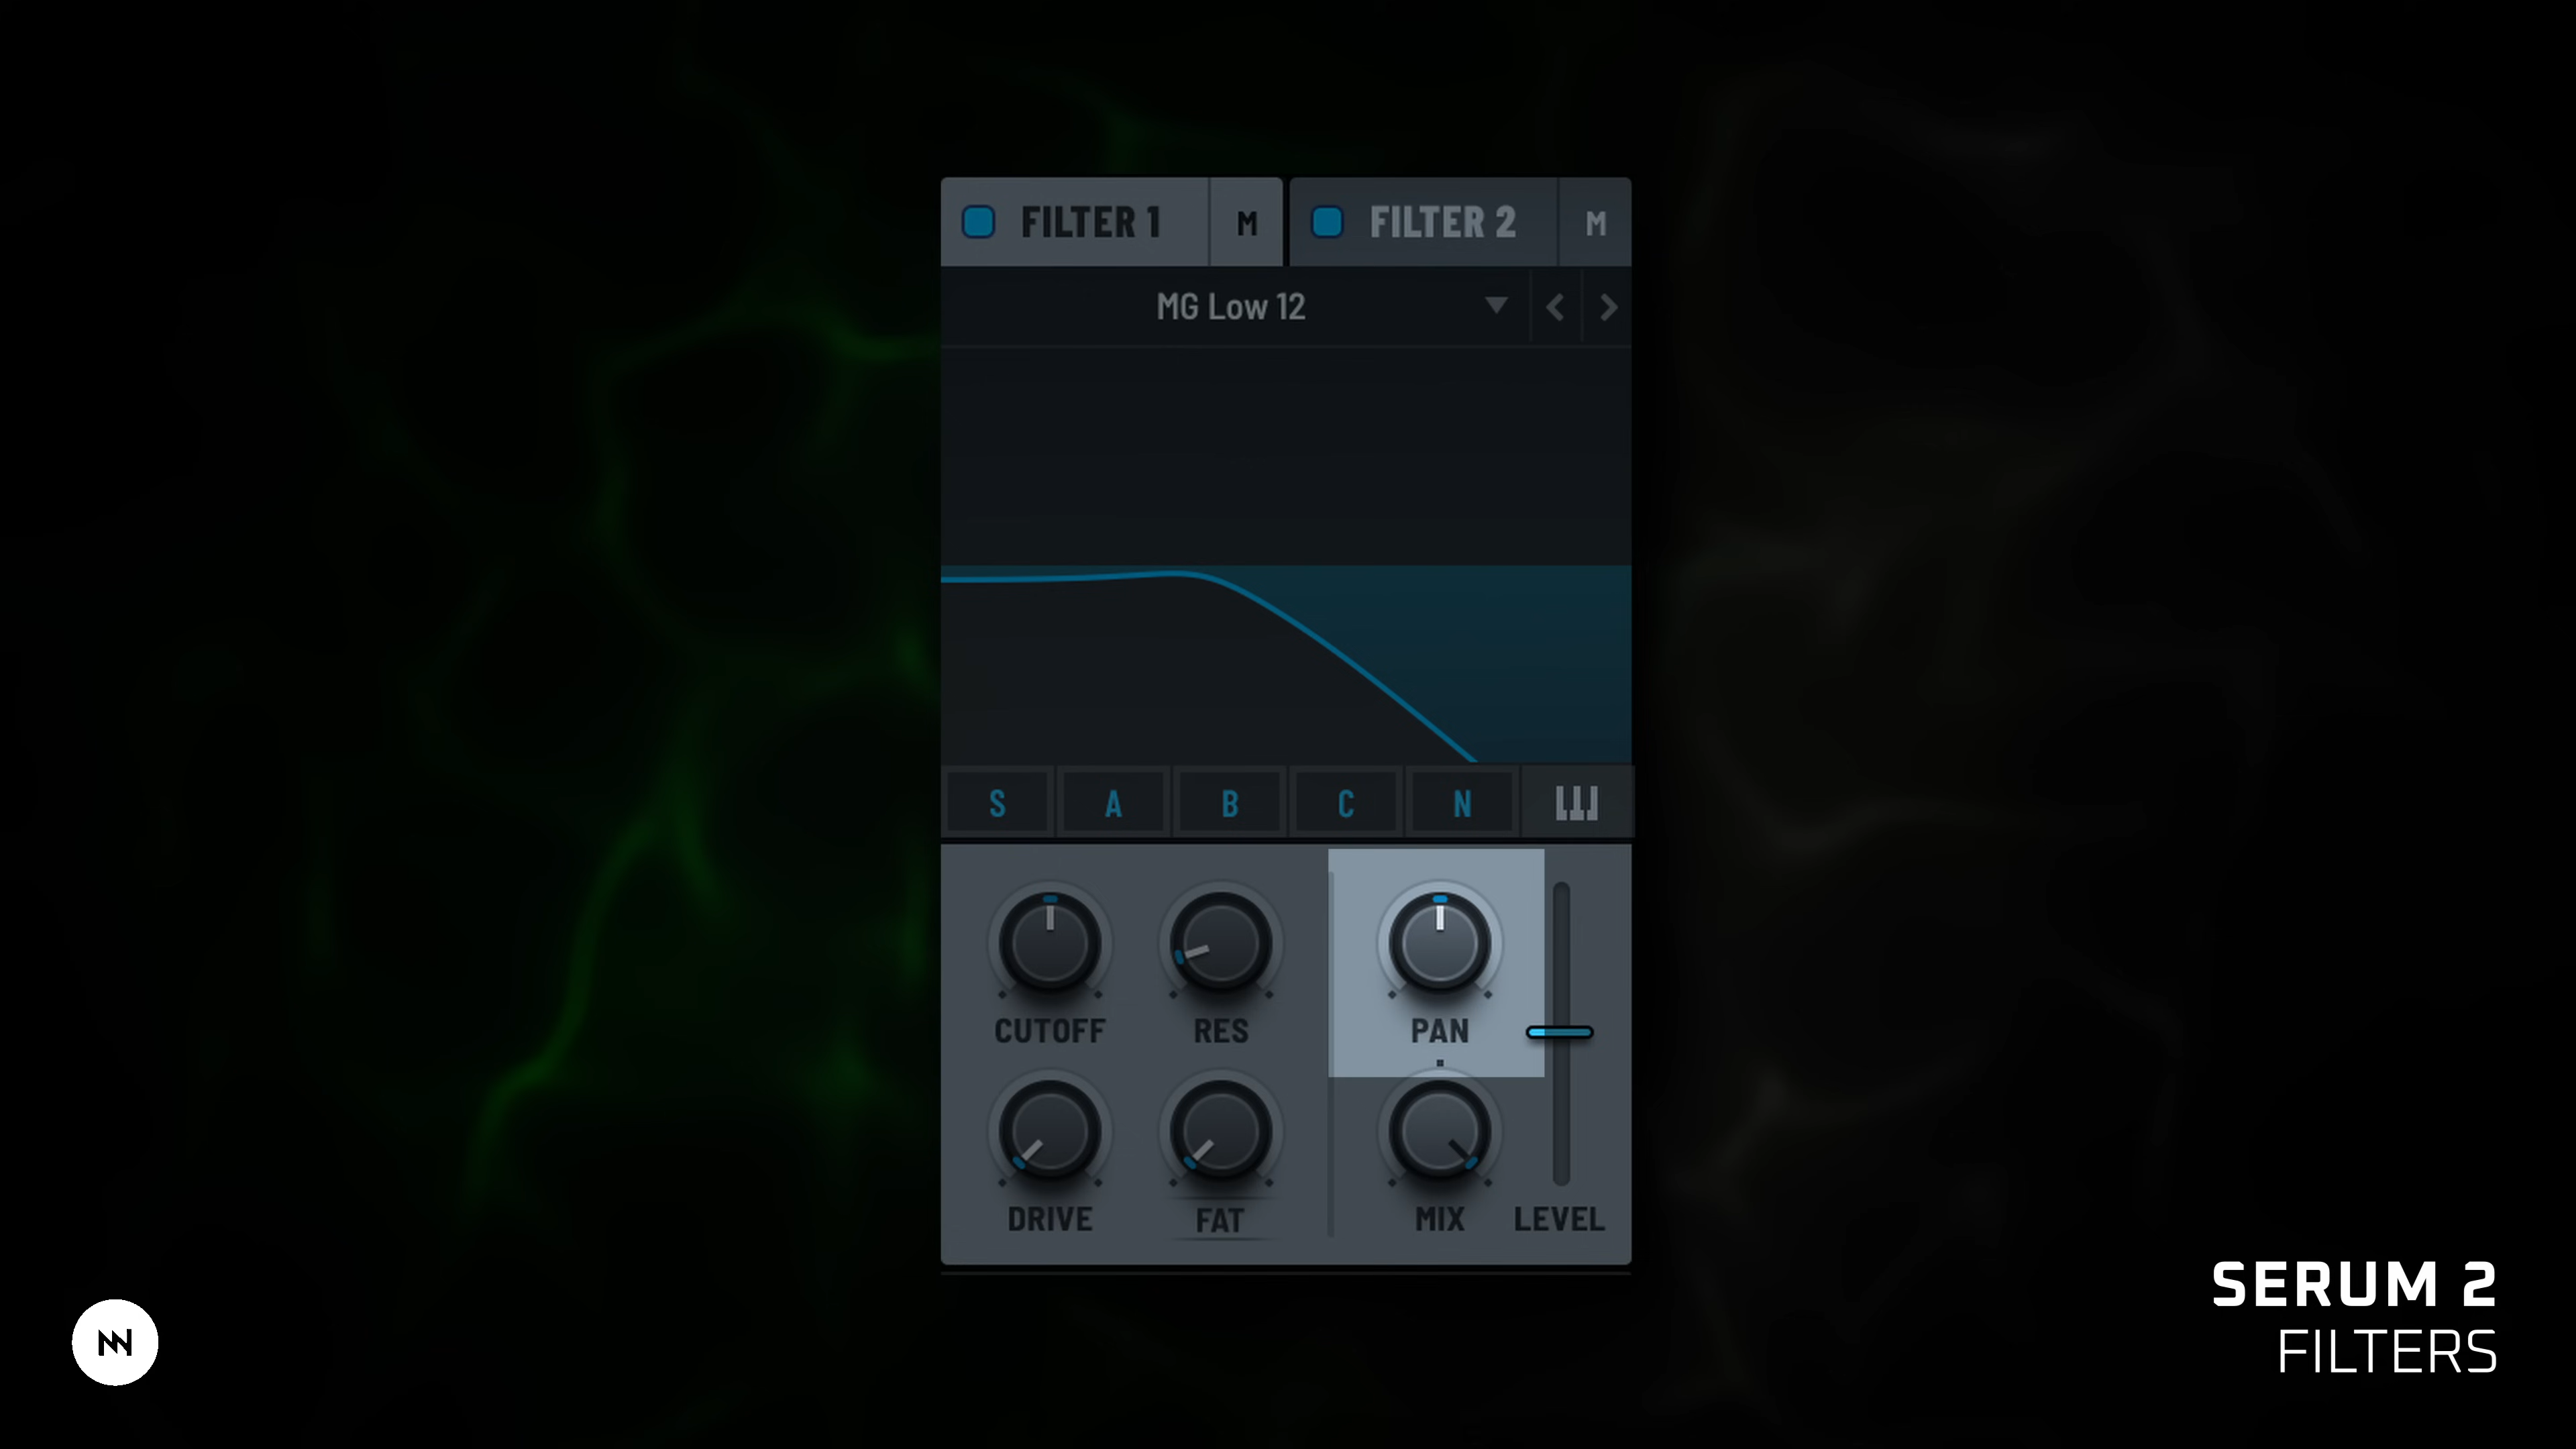 FILTER 1 M FILTER 2 M
MG Low 12
S A B C N
CUTOFF RES PAN
DRIVE FAT MIX LEVEL
SERUM 2
FILTERS